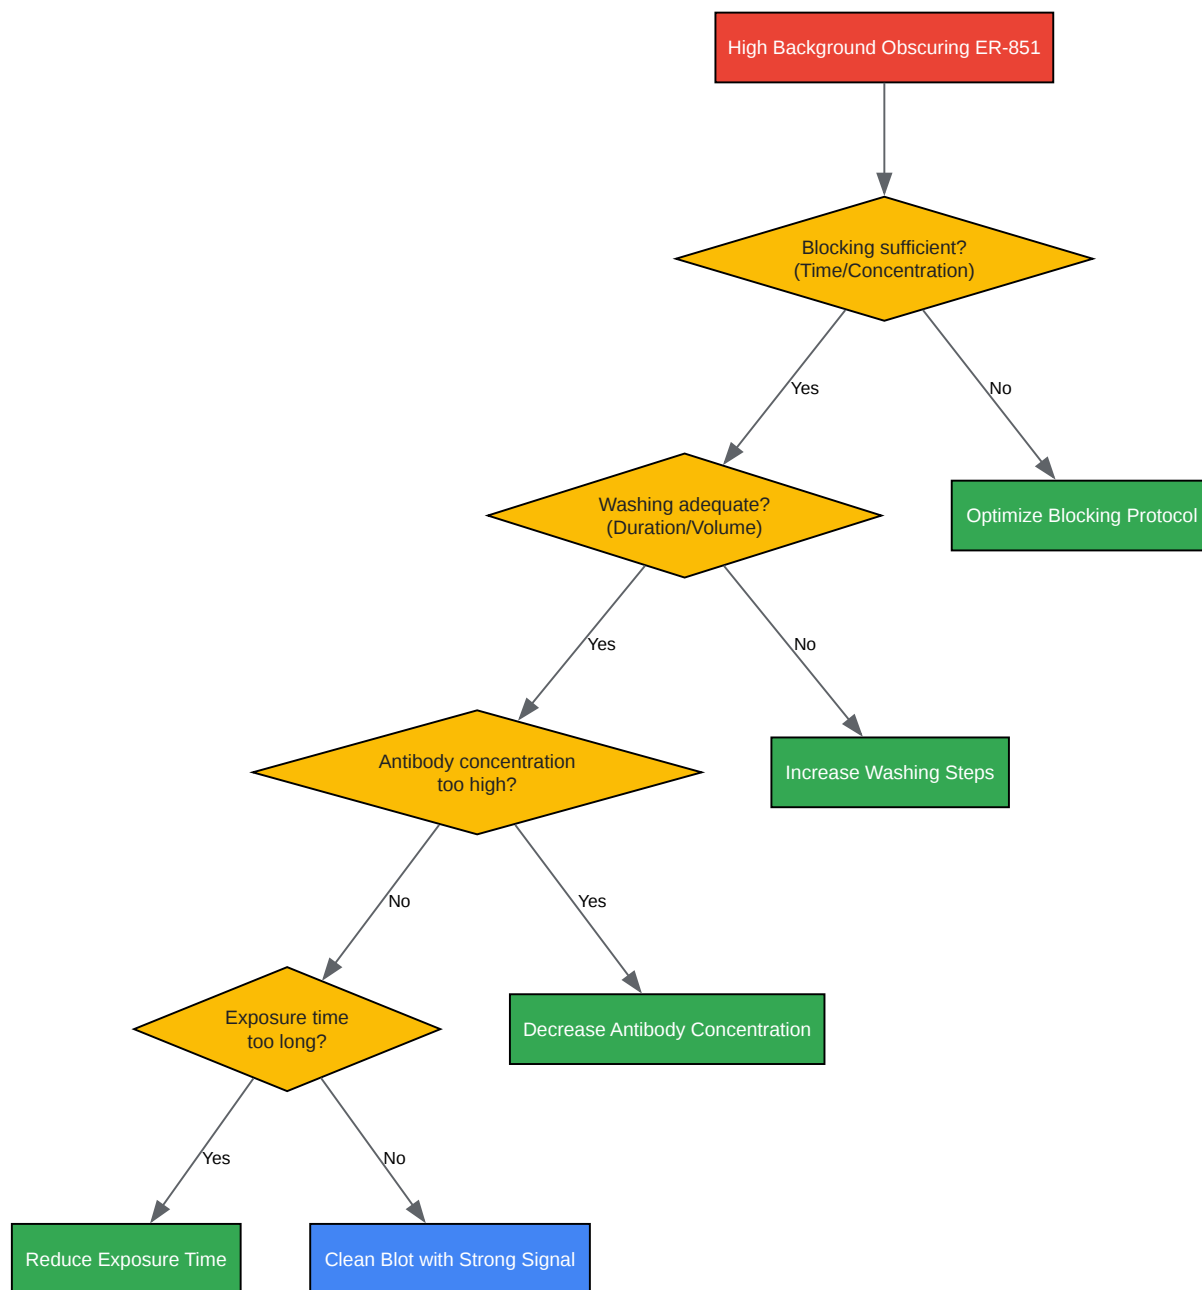 High Background Obscuring ER-851
Blocking sufficient?
(Time/Concentration)
Yes
No
Washing adequate?
(Duration/Volume)
Optimize Blocking Protocol
Yes
No
Antibody concentration
too high?
Increase Washing Steps
No
Yes
Exposure time
too long?
Decrease Antibody Concentration
Yes
No
Reduce Exposure Time
Clean Blot with Strong Signal